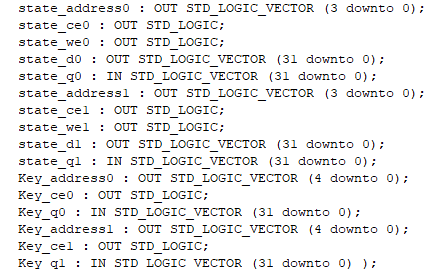 state_address0 : OUT STD_LOGIC_VECTOR (3 downto 0);
state_ce0 : OUT STD_LOGIC;
state_we0 : OUT STD_LOGIC;
state_d0 : OUT STD_LOGIC_VECTOR (31 downto 0);
state_q0 : IN STD_LOGIC_VECTOR (31 downto 0);
state_address1 : OUT STD_LOGIC_VECTOR (3 downto 0);
state_ce1 : OUT STD_LOGIC;
state_we1 : OUT STD_LOGIC;
state_d1 : OUT STD_LOGIC_VECTOR (31 downto 0);
state_q1 : IN STD_LOGIC_VECTOR (31 downto 0);
Key_address0 : OUT STD_LOGIC_VECTOR (4 downto 0);
Key_ce0 : OUT STD_LOGIC;
Key_q0 : IN STD_LOGIC_VECTOR (31 downto 0);
Key_address1 : OUT STD_LOGIC_VECTOR (4 downto 0);
Key_ce1 : OUT STD_LOGIC;
Key_q1 : IN STD_LOGIC_VECTOR (31 downto 0) );